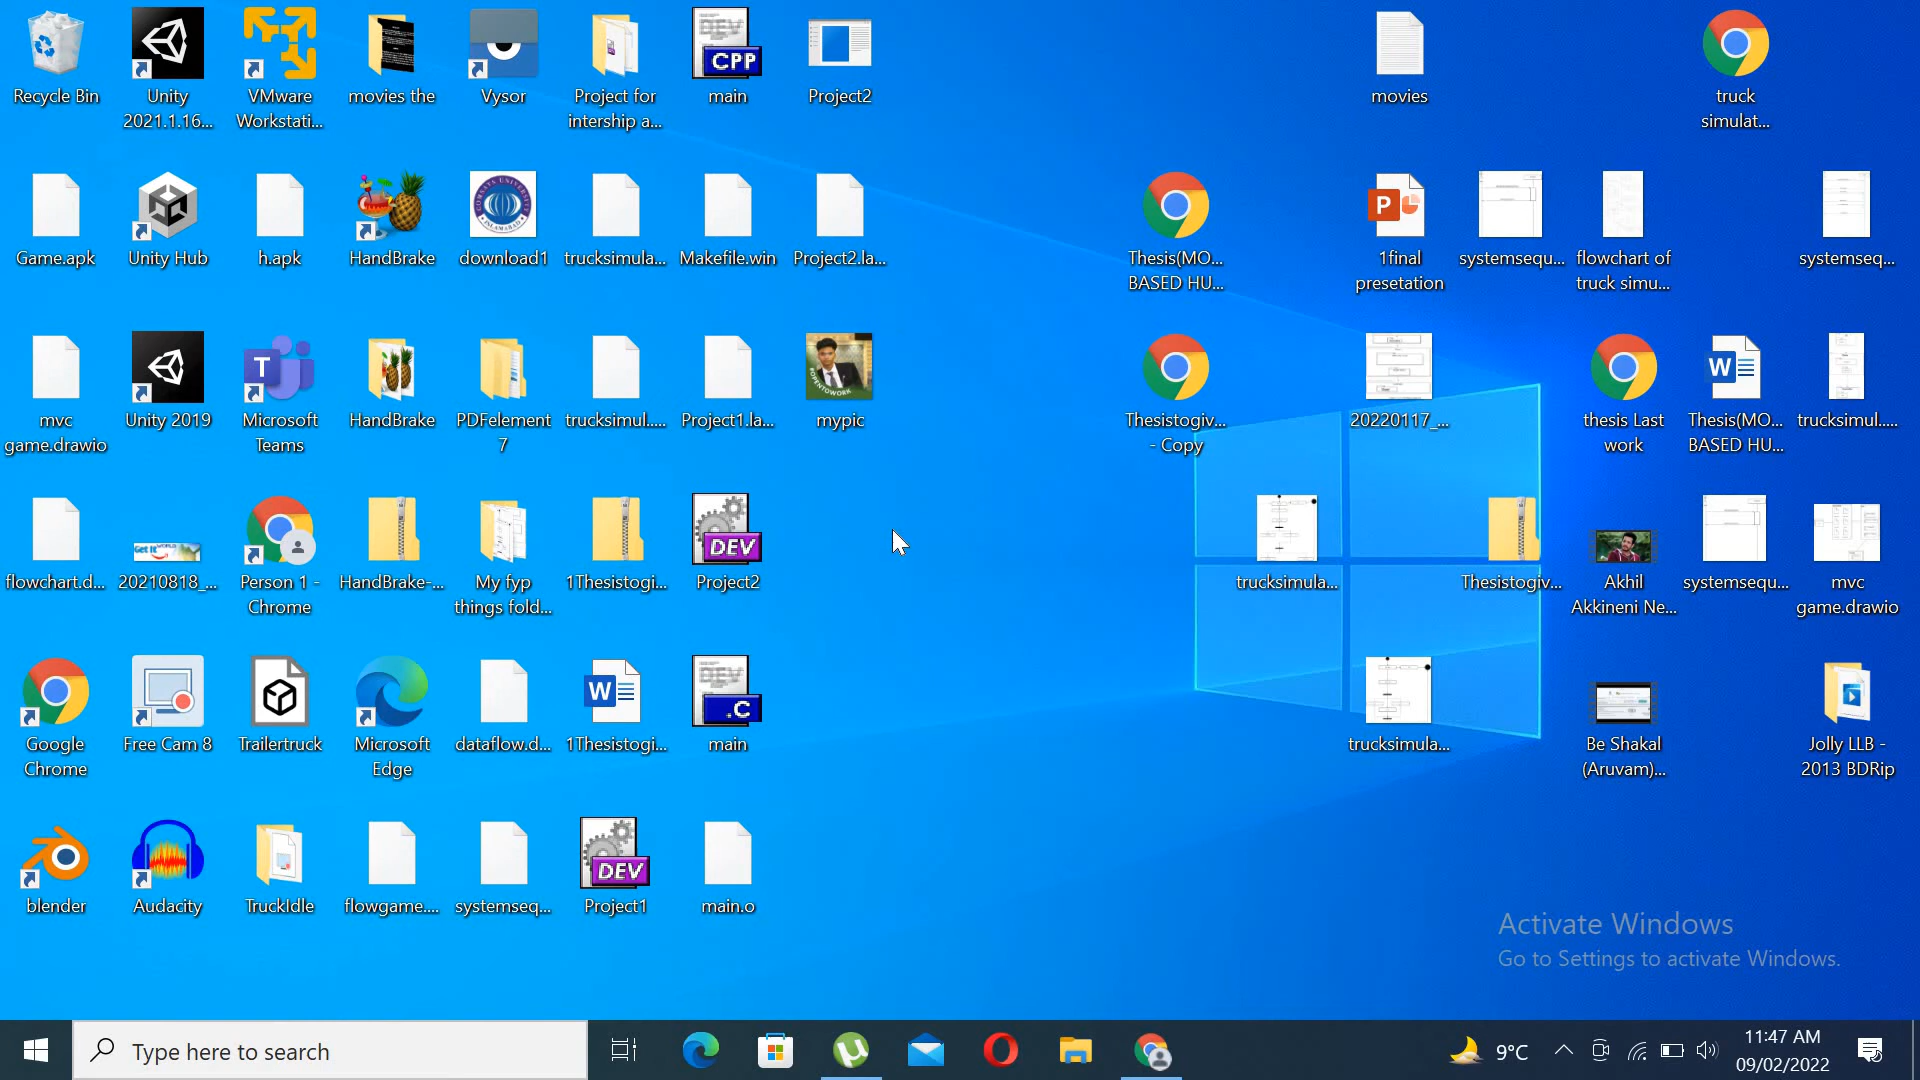 Recycle Bin
Unity
2021.1.16...
VMware
Workstati...
movies the
Vysor
Project for
intership a...
CPP
main
Project2
movies
truck
simulat...
Game.apk
Unity Hub
h.apk
HandBrake
download1
trucksimula...
Makefile.win
Project2.la...
Thesis(MO...
BASED HU...
P
1final
presetation
systemsequ...
flowchart of
truck simu...
systemseq...
mvc
game.drawio
Unity 2019
T
Microsoft
Teams
HandBrake
PDFelement
7
trucksimul....
Project1.la...
#OPENTOWORK
mypic
Thesistogiv...
- Copy
20220117_...
thesis Last
work
W
Thesis(MO...
BASED HU...
trucksimul.....
flowchart.d...
Get It
20210818_...
Person 1 -
Chrome
HandBrake-...
My fyp
things fold...
1Thesistogi...
DEV
Project2
trucksimula...
Thesistogiv...
Akhil
Akkineni Ne...
systemsequ...
mvc
game.drawio
Google
Chrome
Free Cam 8
Trailertruck
Microsoft
Edge
dataflow.d...
W
1Thesistogi...
.C
main
trucksimula...
Be Shakal
(Aruvam)...
Jolly LLB -
2013 BDRip
blender
Audacity
TruckIdle
flowgame....
systemseq...
DEV
Project1
main.o
Activate Windows
Go to Settings to activate Windows.
Type here to search
9°C
11:47 AM
09/02/2022